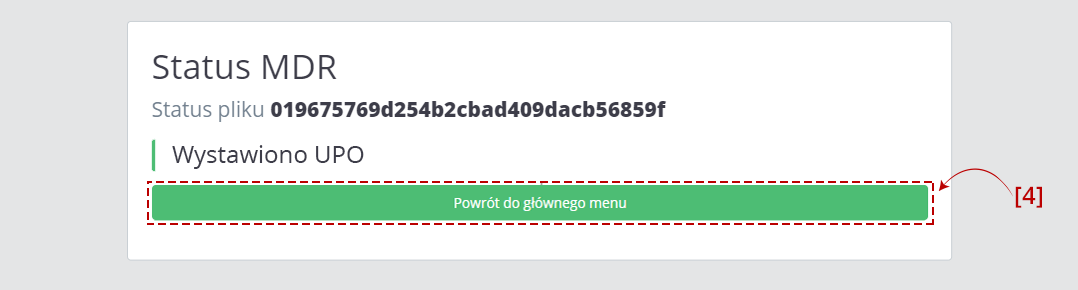 Status MDR
Status pliku 019675769d254b2cbad409dacb56859f
Wystawiono UPO
Powrót do głównego menu
[4]